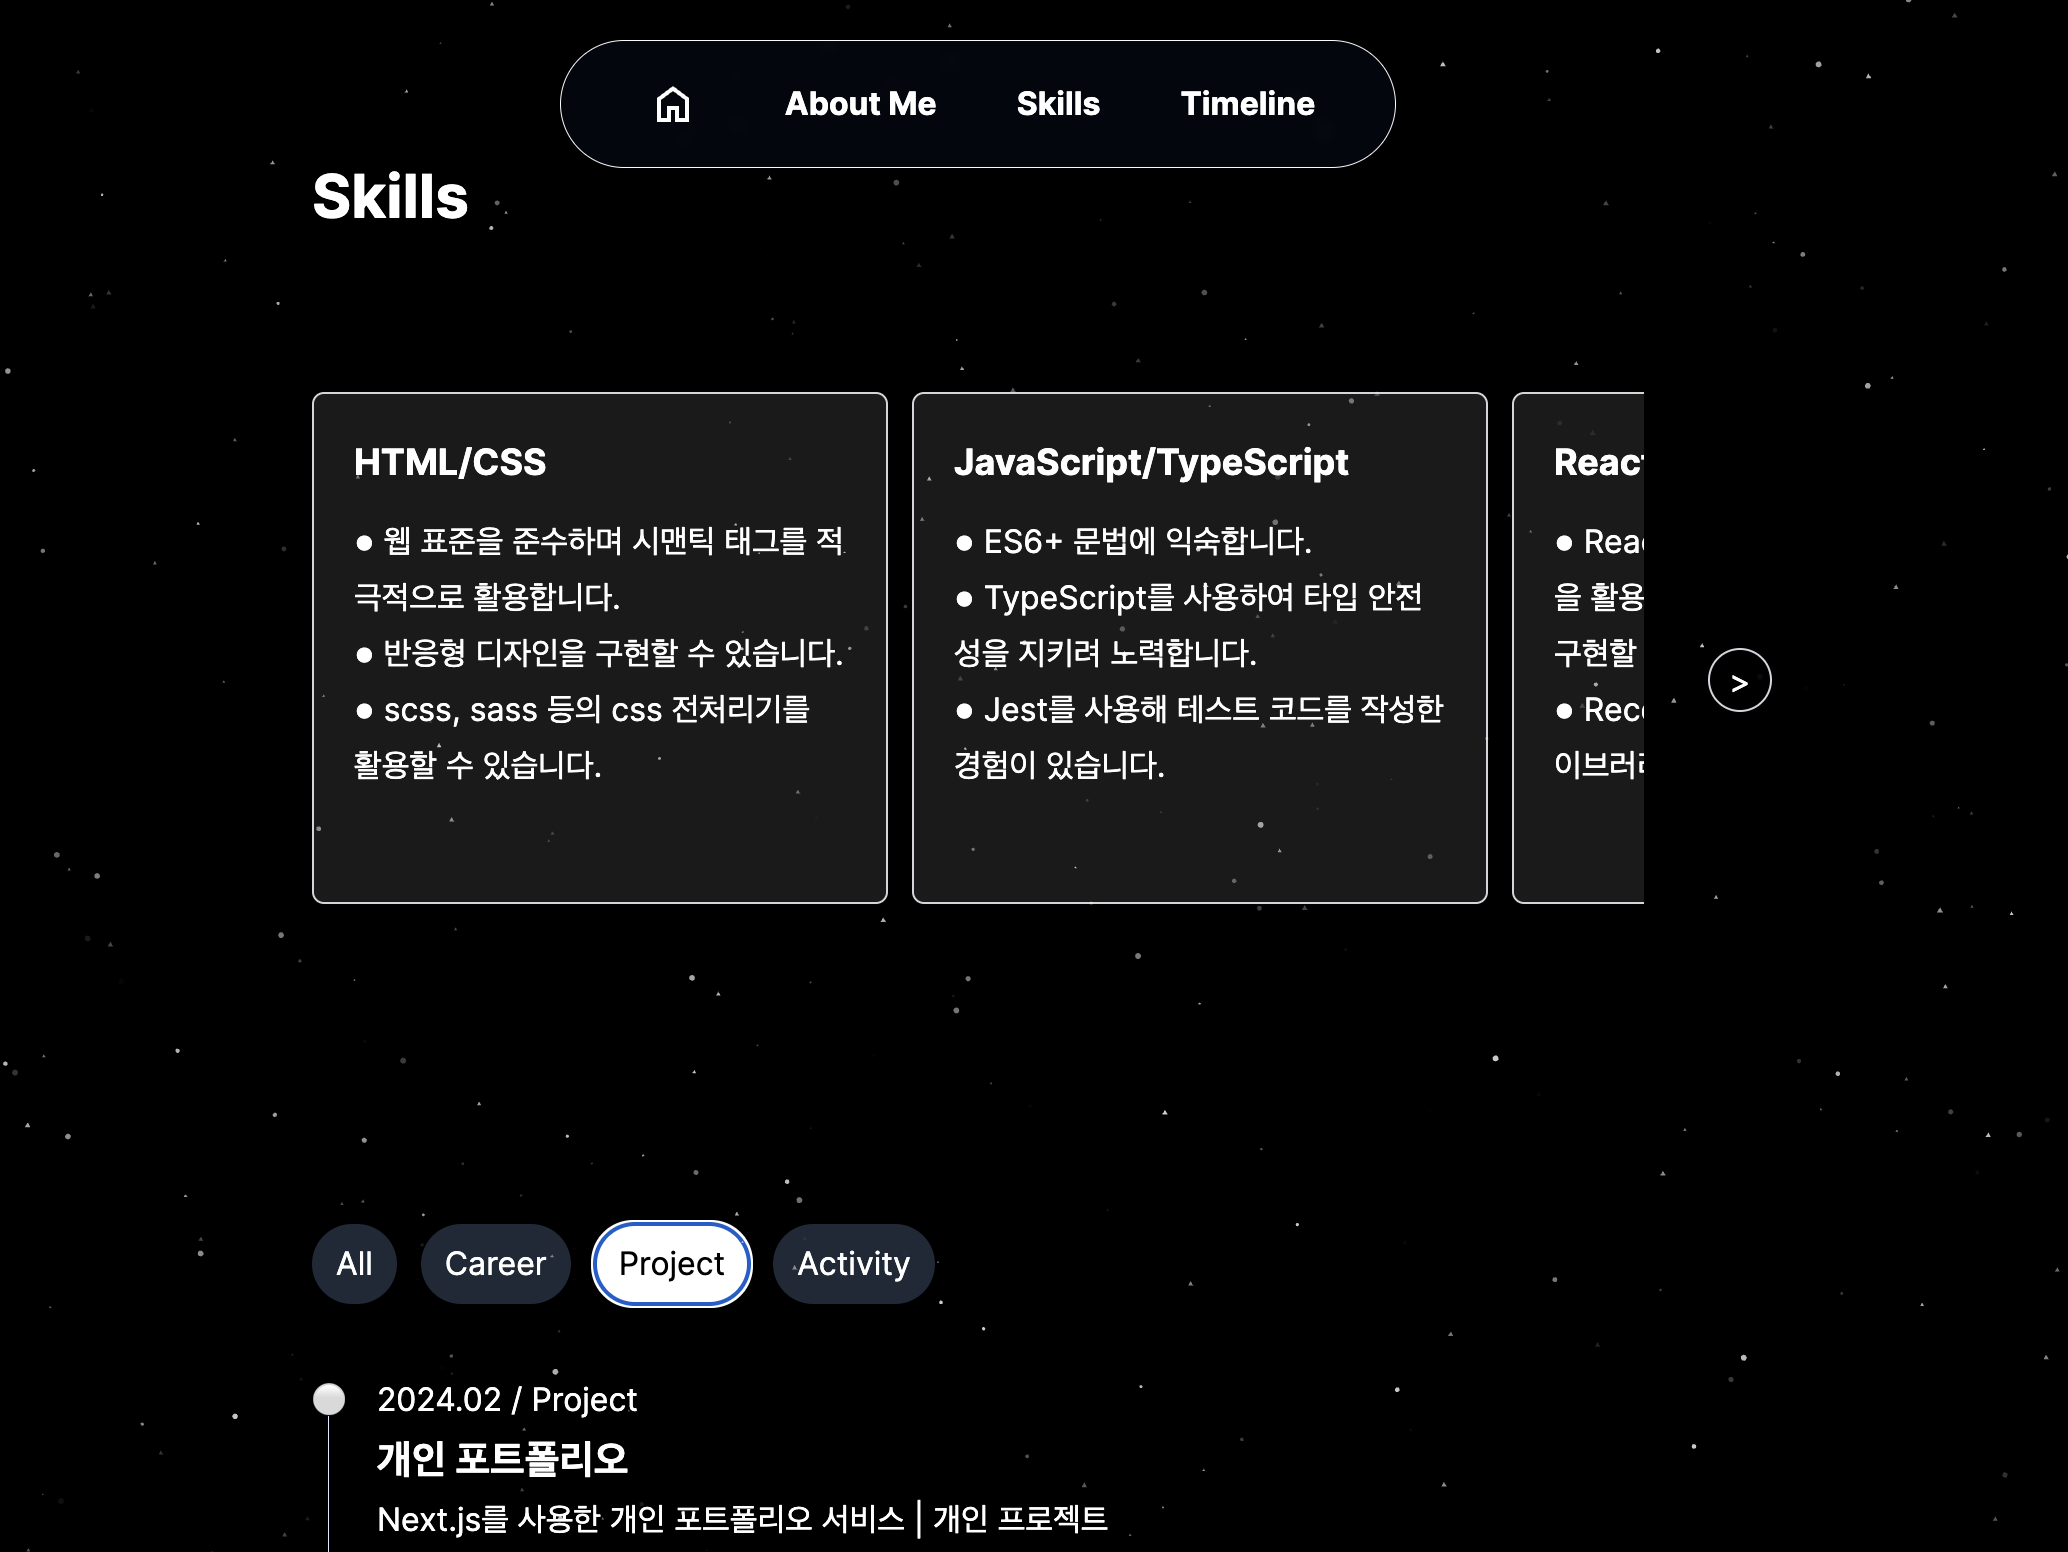 About Me Skills Timeline
Skills
HTML/CSS
● 웹 표준을 준수하며 시맨틱 태그를 적
극적으로 활용합니다.
● 반응형 디자인을 구현할 수 있습니다.
● scss, sass 등의 css 전처리기를
활용할 수 있습니다.
JavaScript/TypeScript
● ES6+ 문법에 익숙합니다.
● TypeScript를 사용하여 타입 안전
성을 지키려 노력합니다.
● Jest를 사용해 테스트 코드를 작성한
경험이 있습니다.
React
● Rea
을 활용
구현할
● Rec
이브러
>
All Career Project Activity
2024.02 / Project
개인 포트폴리오
Next.js를 사용한 개인 포트폴리오 서비스 | 개인 프로젝트